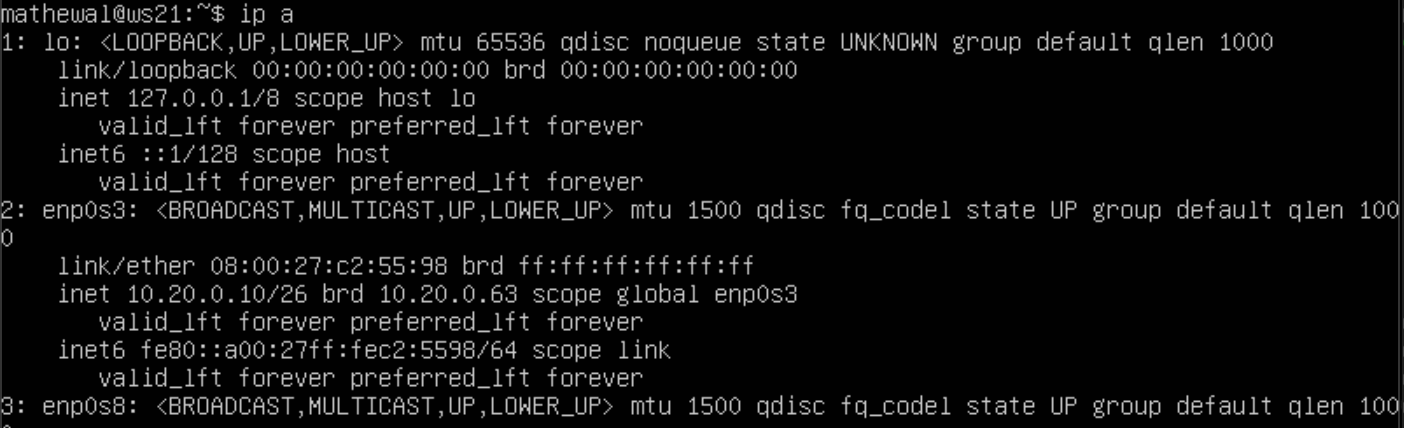 mathewal@ws21:~$ ip a
1: lo: <LOOPBACK,UP,LOWER_UP> mtu 65536 qdisc noqueue state UNKNOWN group default qlen 1000
    link/loopback 00:00:00:00:00:00 brd 00:00:00:00:00:00
    inet 127.0.0.1/8 scope host lo
       valid_lft forever preferred_lft forever
    inet6 ::1/128 scope host
       valid_lft forever preferred_lft forever
2: enp0s3: <BROADCAST,MULTICAST,UP,LOWER_UP> mtu 1500 qdisc fq_codel state UP group default qlen 100
0
    link/ether 08:00:27:c2:55:98 brd ff:ff:ff:ff:ff:ff
    inet 10.20.0.10/26 brd 10.20.0.63 scope global enp0s3
       valid_lft forever preferred_lft forever
    inet6 fe80::a00:27ff:fec2:5598/64 scope link
       valid_lft forever preferred_lft forever
3: enp0s8: <BROADCAST,MULTICAST,UP,LOWER_UP> mtu 1500 qdisc fq_codel state UP group default qlen 100